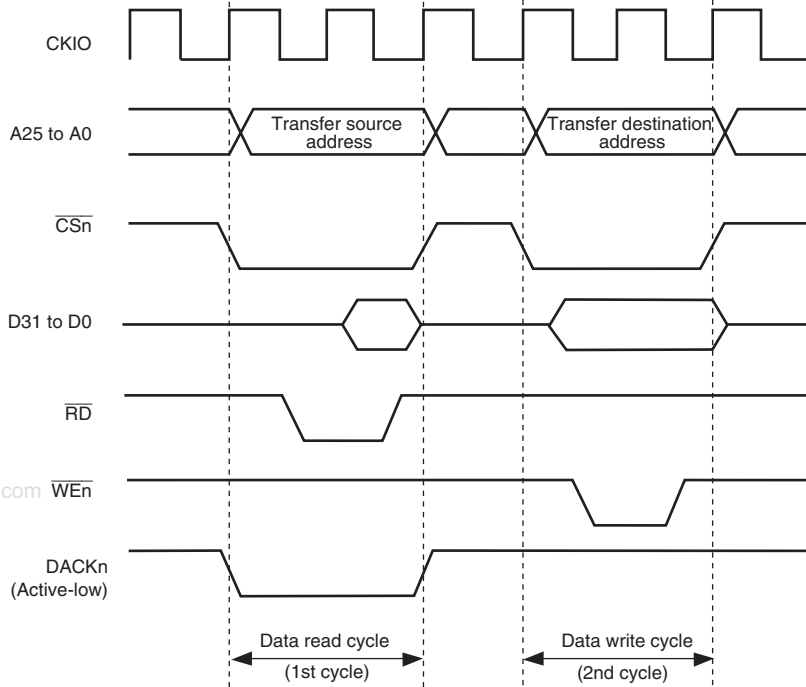 CKIO
A25 to A0
Transfer source
address
Transfer destination
address
CSn
D31 to D0
RD
com
WEn
DACKn
(Active-low)
Data read cycle
(1st cycle)
Data write cycle
(2nd cycle)